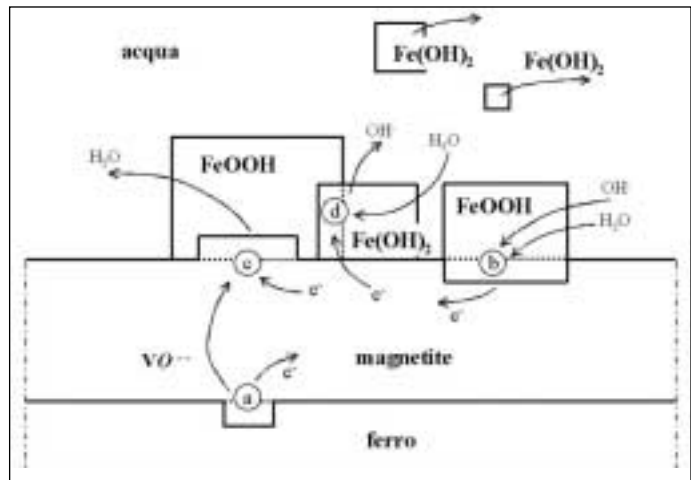 acqua
Fe(OH)₂
Fe(OH)₂
H₂O
FeOOH
OH
H₂O
d
Fe(OH)₂
FeOOH
OH
H₂O
c
e⁻
e⁻
b
e⁻
VO··
e⁻
magnetite
a
ferro